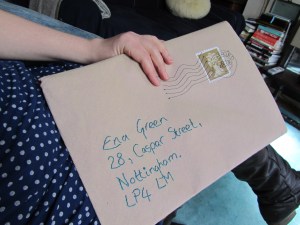 Ena Green
28, Caspar Street,
Nottingham.
LP4 LM